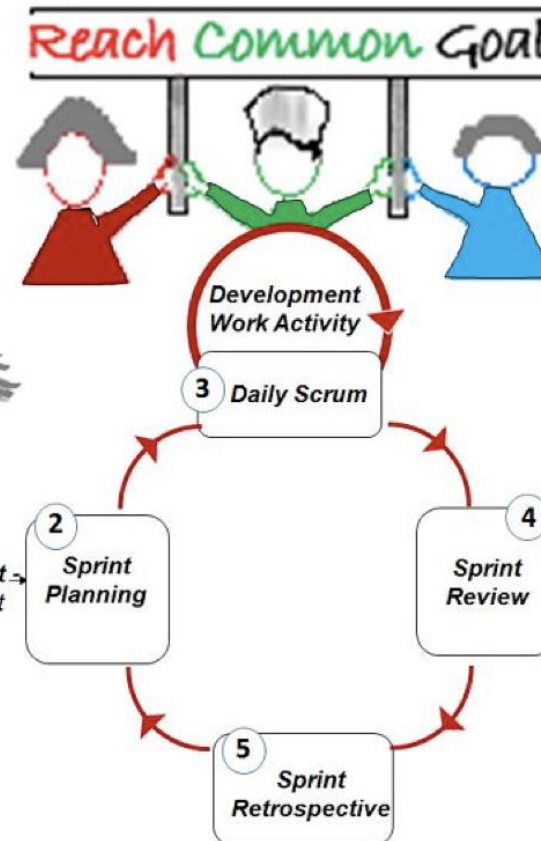 Reach Common Goal
Development
Work Activity
3
Daily Scrum
2
Sprint
Planning
4
Sprint
Review
5
Sprint
Retrospective